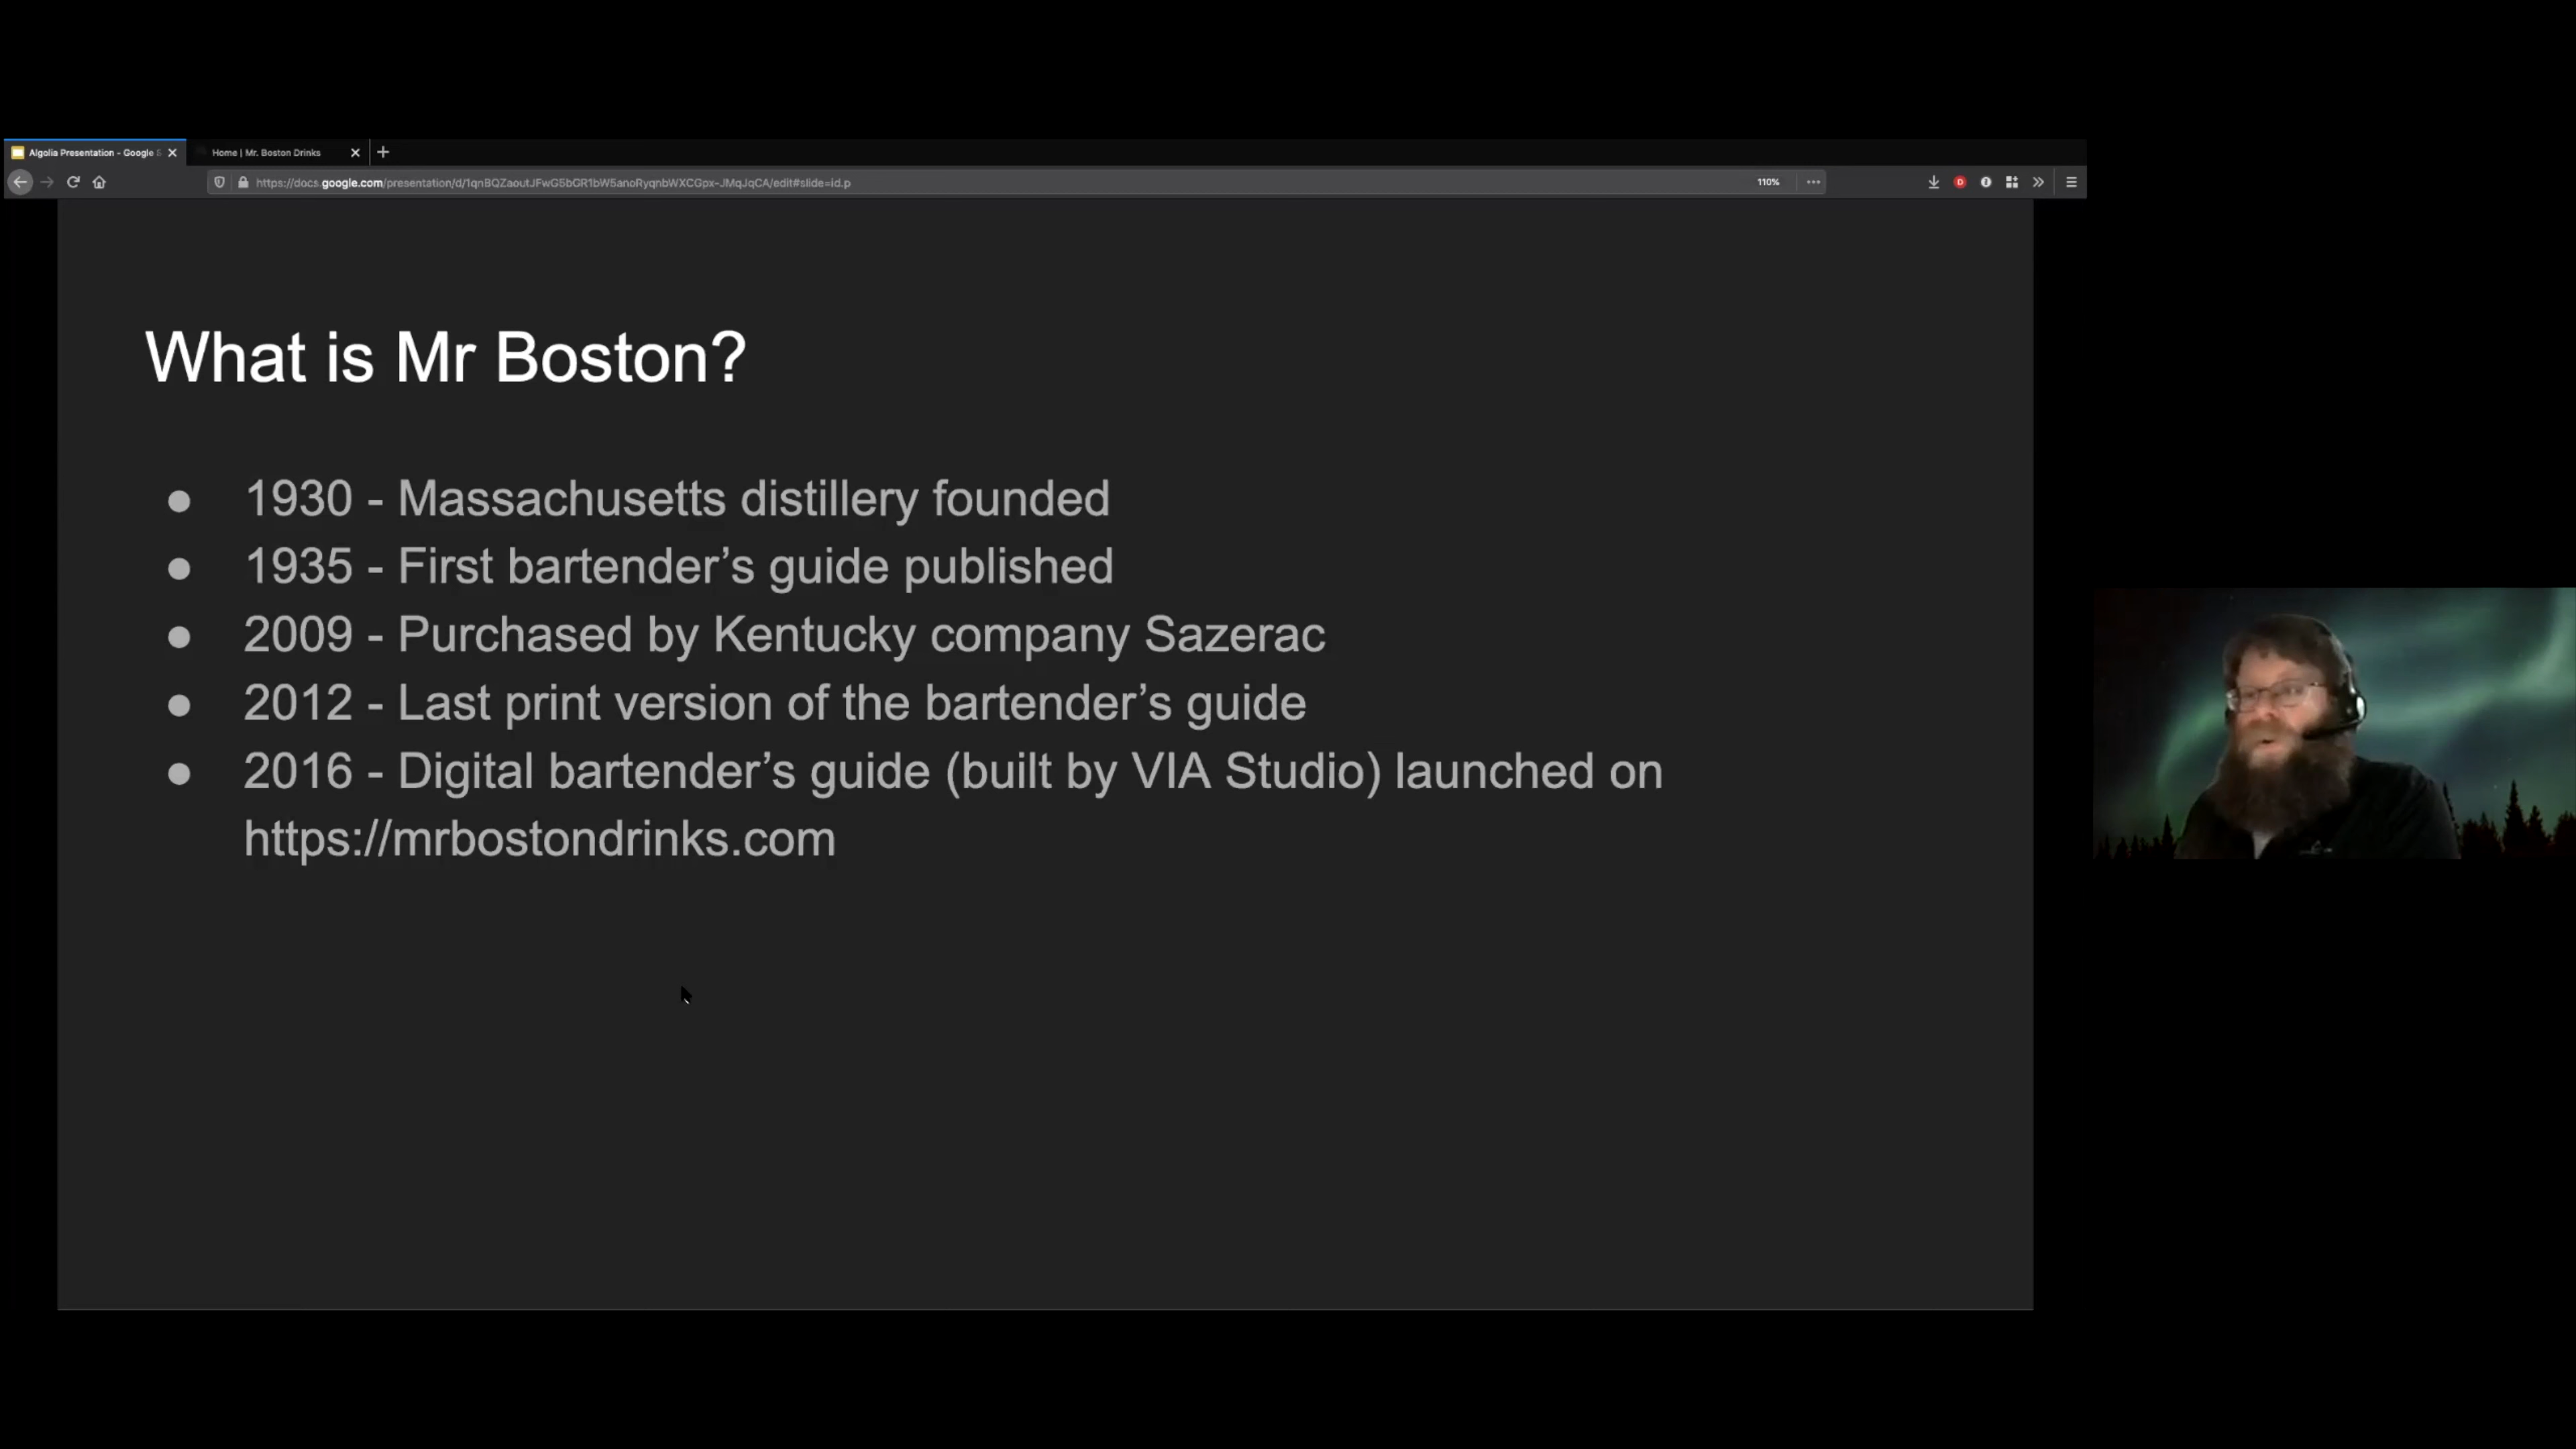 Algolia Presentation - Google S
Home | Mr. Boston Drinks
110%
What is Mr Boston?
● 1930 - Massachusetts distillery founded
● 1935 - First bartender’s guide published
● 2009 - Purchased by Kentucky company Sazerac
● 2012 - Last print version of the bartender’s guide
● 2016 - Digital bartender’s guide (built by VIA Studio) launched on
https://mrbostondrinks.com